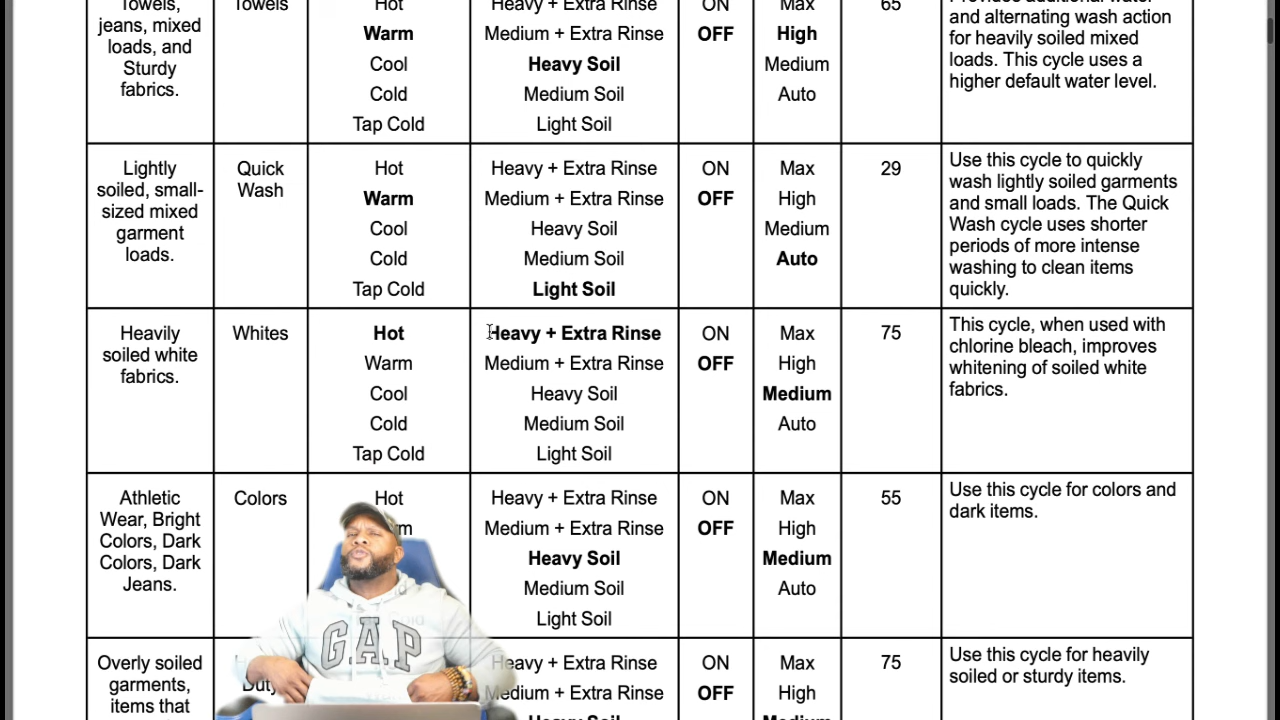 Towels,
jeans, mixed
loads, and
Sturdy
fabrics.
Towels
Hot
Warm
Cool
Cold
Tap Cold
Heavy + Extra Rinse
Medium + Extra Rinse
Heavy Soil
Medium Soil
Light Soil
ON
OFF
Max
High
Medium
Auto
65
Provides additional water
and alternating wash action
for heavily soiled mixed
loads. This cycle uses a
higher default water level.
Lightly
soiled, small-
sized mixed
garment
loads.
Quick
Wash
Hot
Warm
Cool
Cold
Tap Cold
Heavy + Extra Rinse
Medium + Extra Rinse
Heavy Soil
Medium Soil
Light Soil
ON
OFF
Max
High
Medium
Auto
29
Use this cycle to quickly
wash lightly soiled garments
and small loads. The Quick
Wash cycle uses shorter
periods of more intense
washing to clean items
quickly.
Heavily
soiled white
fabrics.
Whites
Hot
Warm
Cool
Cold
Tap Cold
Heavy + Extra Rinse
Medium + Extra Rinse
Heavy Soil
Medium Soil
Light Soil
ON
OFF
Max
High
Medium
Auto
75
This cycle, when used with
chlorine bleach, improves
whitening of soiled white
fabrics.
Athletic
Wear, Bright
Colors, Dark
Colors, Dark
Jeans.
Colors
Hot
Heavy + Extra Rinse
Medium + Extra Rinse
Heavy Soil
Medium Soil
Light Soil
ON
OFF
Max
High
Medium
Auto
55
Use this cycle for colors and
dark items.
Overly soiled
garments,
items that
Duty
GAP
Heavy + Extra Rinse
Medium + Extra Rinse
Heavy Soil
ON
OFF
Max
High
Medium
75
Use this cycle for heavily
soiled or sturdy items.